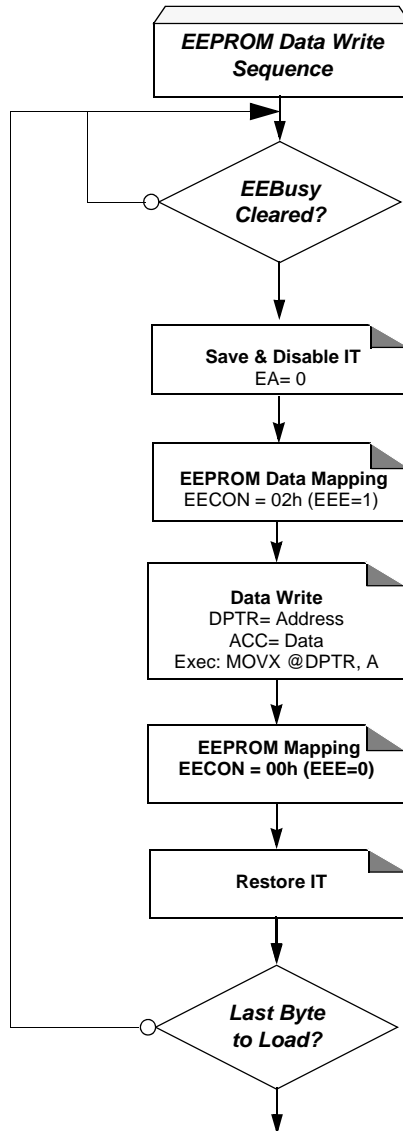 EEPROM Data Write
Sequence
EEBusy
Cleared?
Save & Disable IT
EA= 0
EEPROM Data Mapping
EECON = 02h (EEE=1)
Data Write
DPTR= Address
ACC= Data
Exec: MOVX @DPTR, A
EEPROM Mapping
EECON = 00h (EEE=0)
Restore IT
Last Byte
to Load?